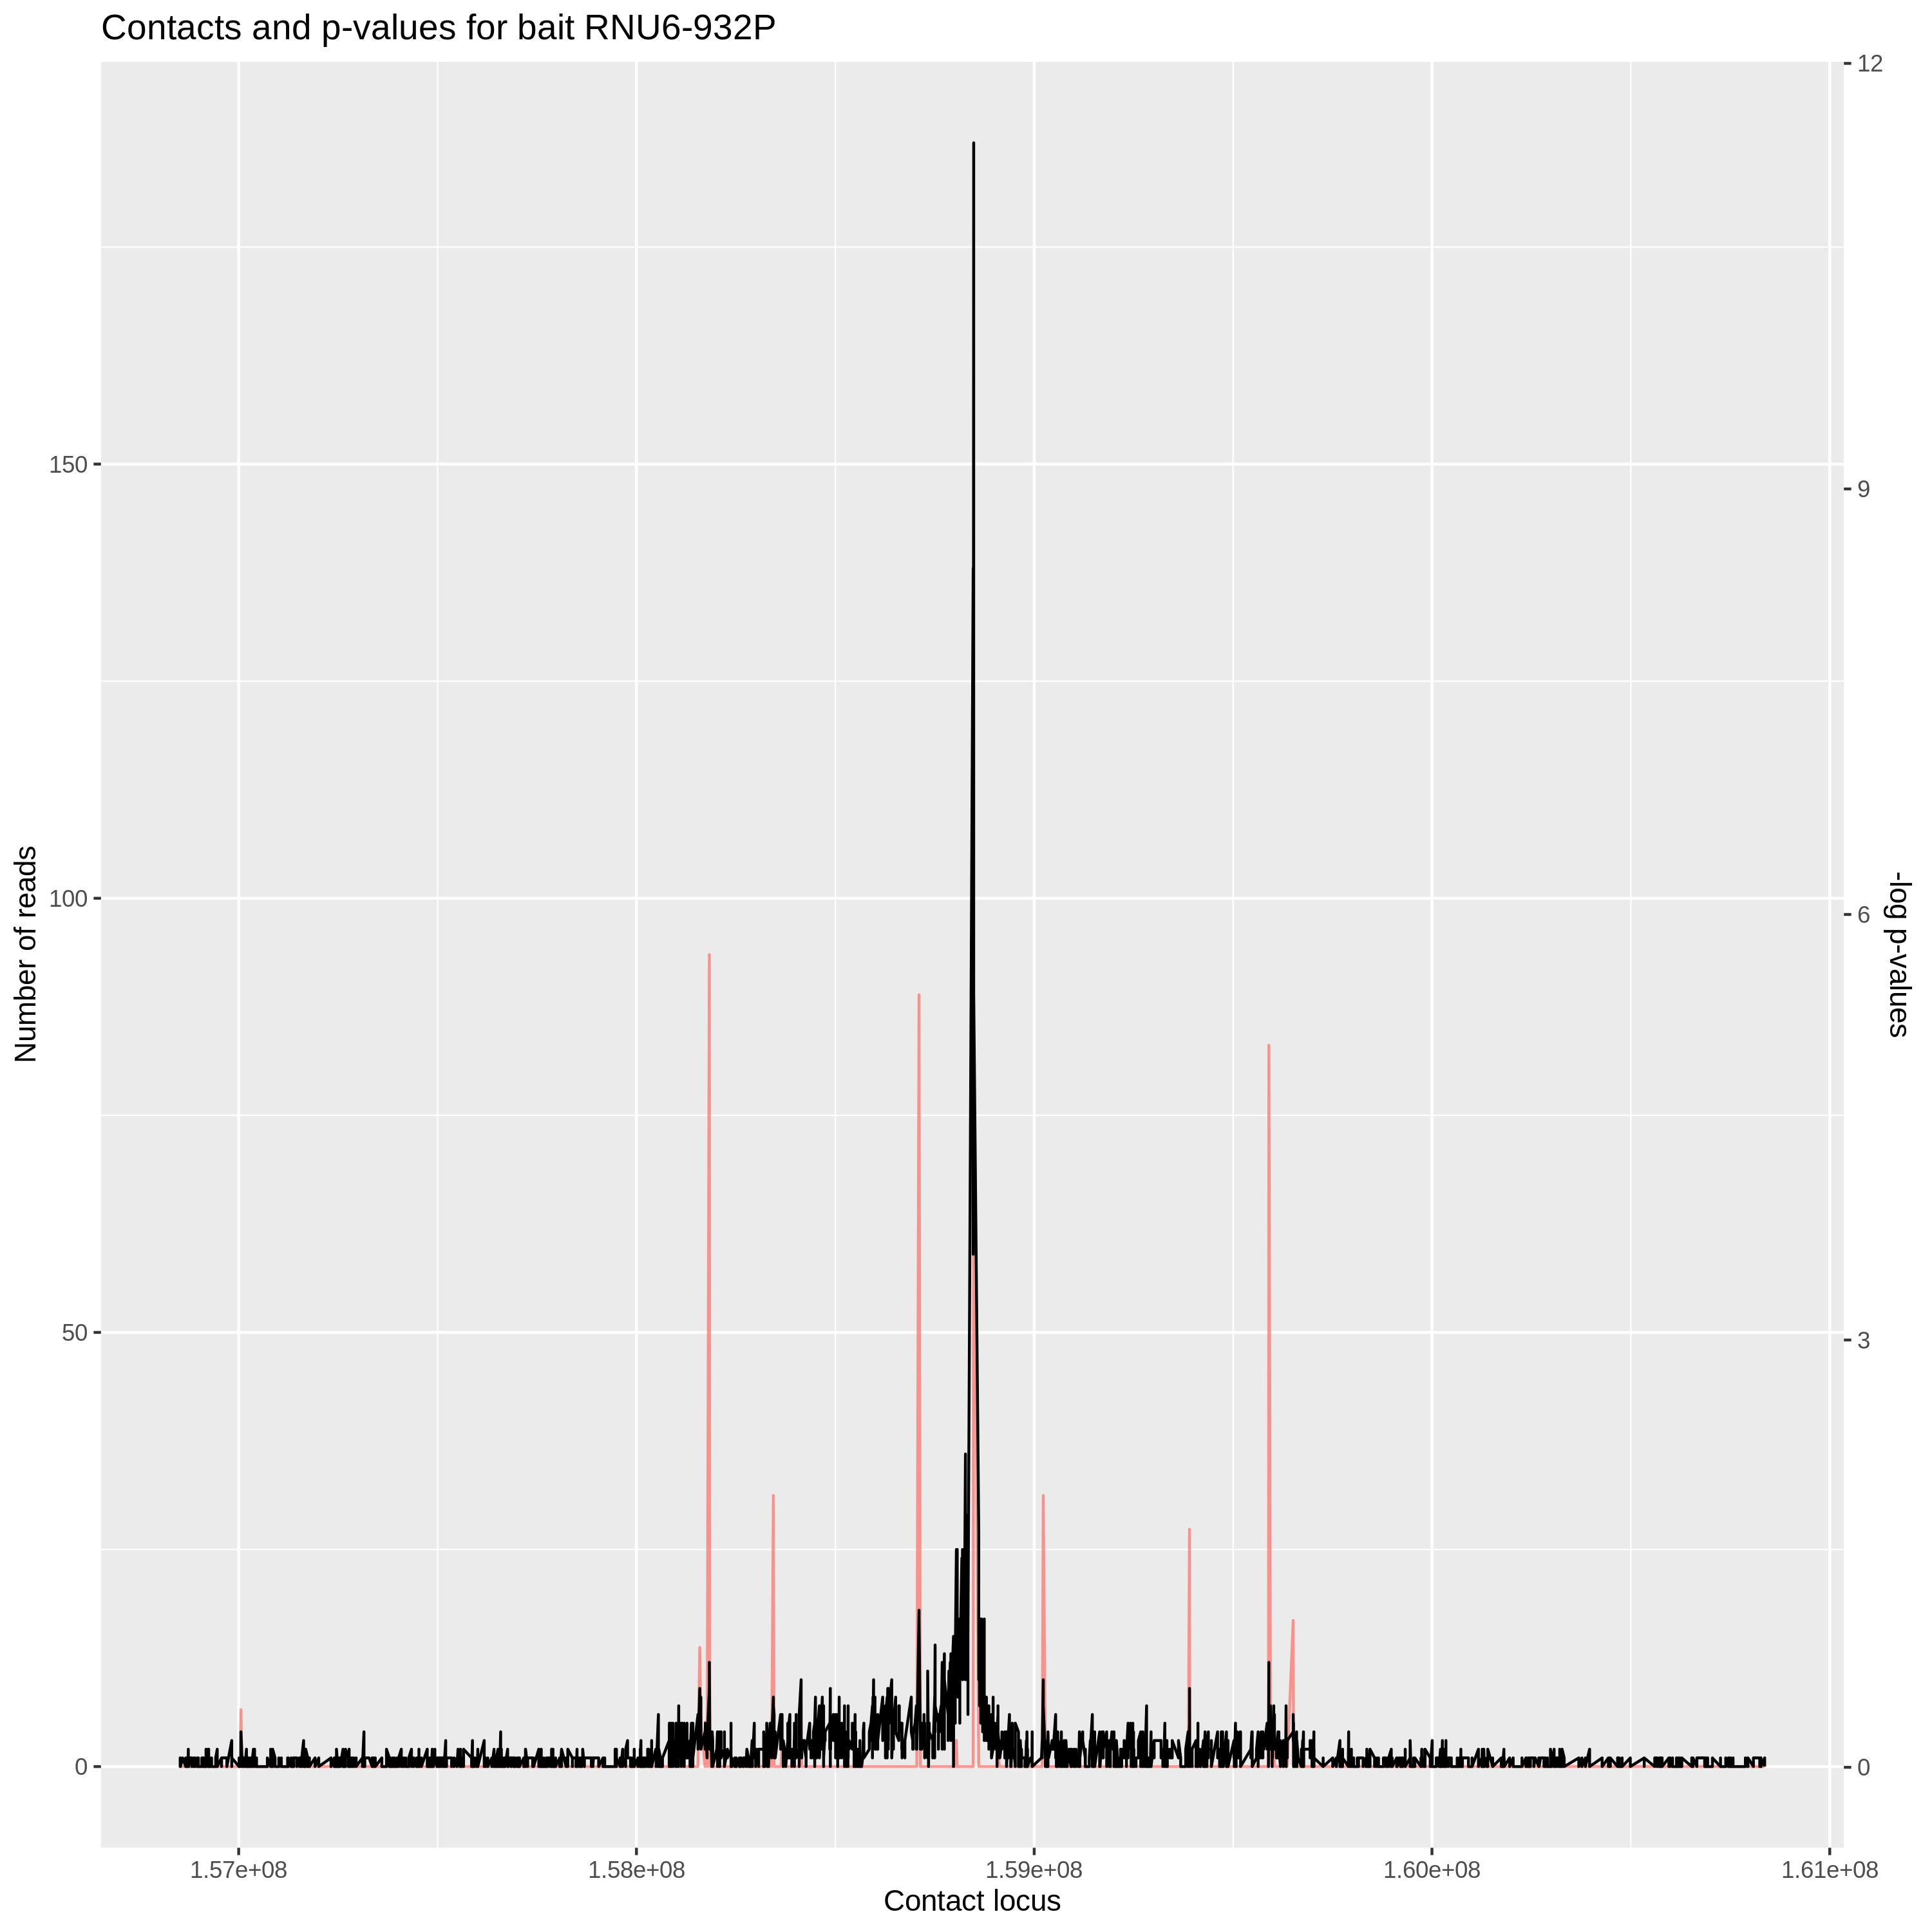 Contacts and p-values for bait RNU6-932P
12
150
9
100
6
50
3
0
0
Number of reads
-log p-values
1.57e+08
1.58e+08
1.59e+08
1.60e+08
1.61e+08
Contact locus